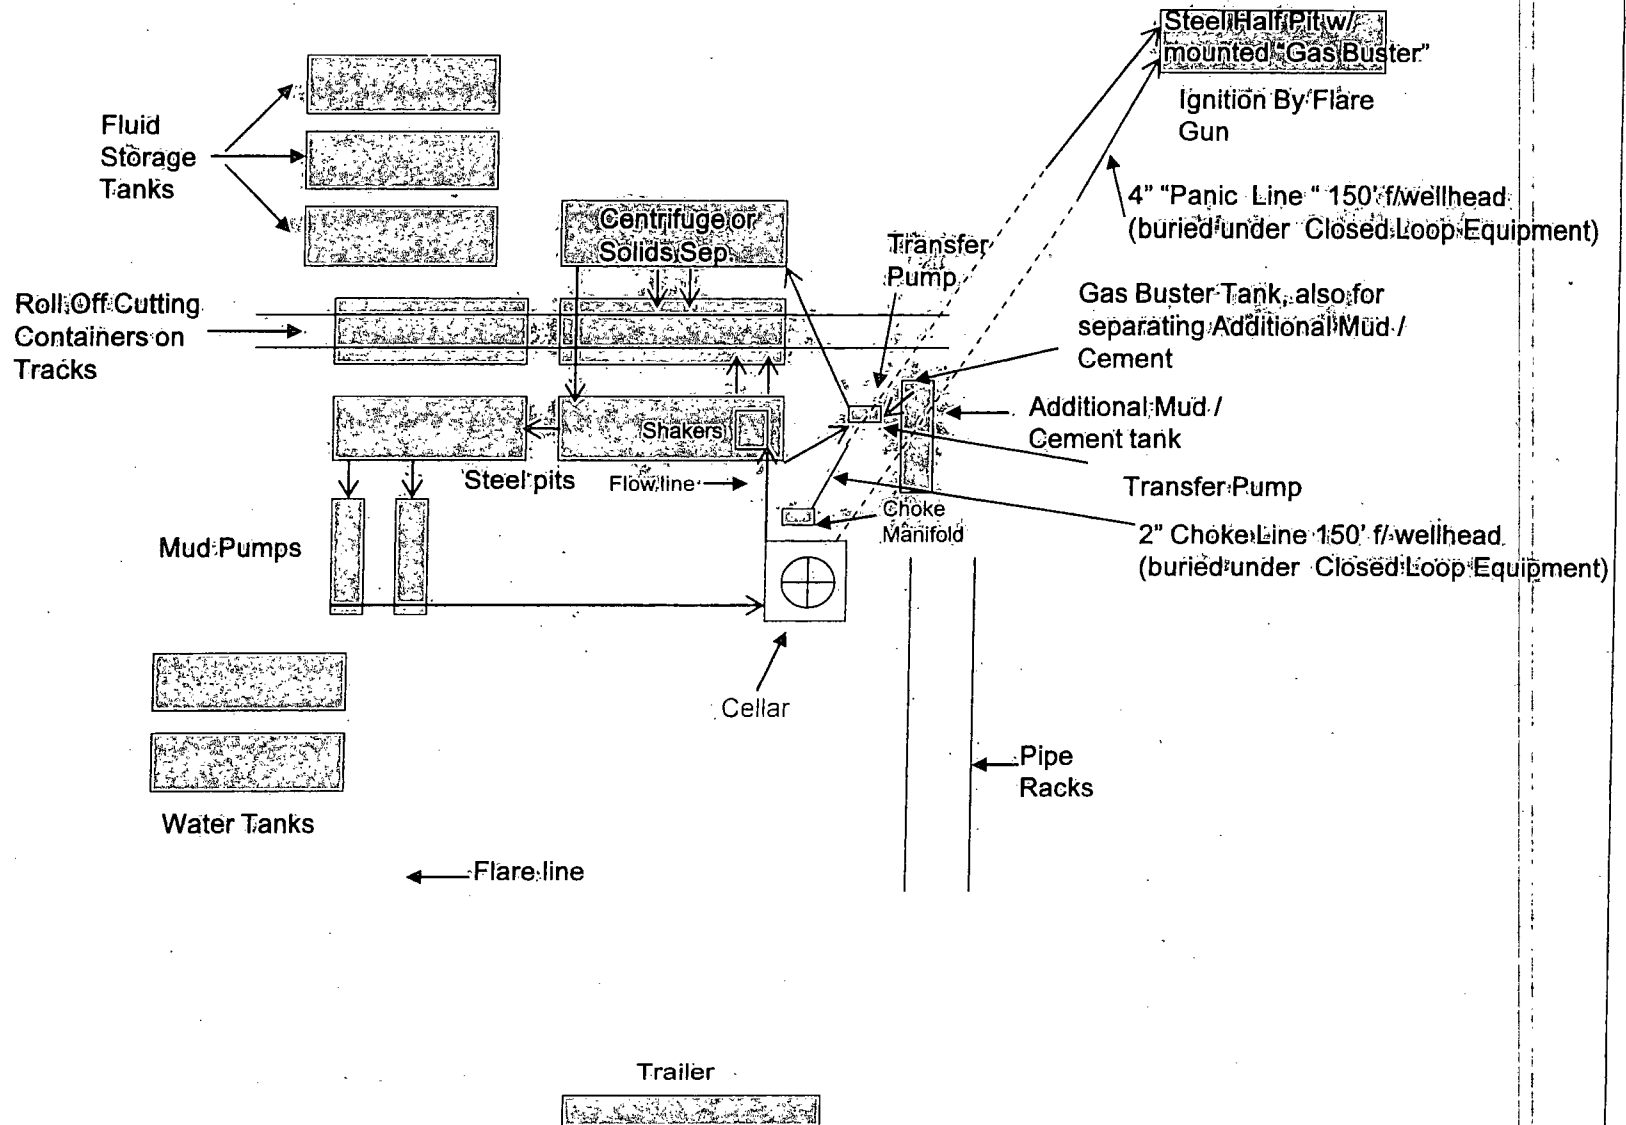 Steel Half Pit w/
mounted "Gas Buster"
Ignition By Flare
Gun
Fluid
Storage
Tanks
4" "Panic Line " 150' f/wellhead
(buried under Closed Loop Equipment)
Centrifuge or
Solids Sep.
Transfer
Pump
Roll Off Cutting
Containers on
Tracks
Gas Buster Tank, also for
separating Additional Mud /
Cement
Additional Mud /
Cement tank
Shakers
Steel pits
Flow line
Transfer Pump
Choke
Manifold
2" Choke Line 150' f/ wellhead
(buried under Closed Loop Equipment)
Mud Pumps
Cellar
Pipe
Racks
Water Tanks
Flare line
Trailer